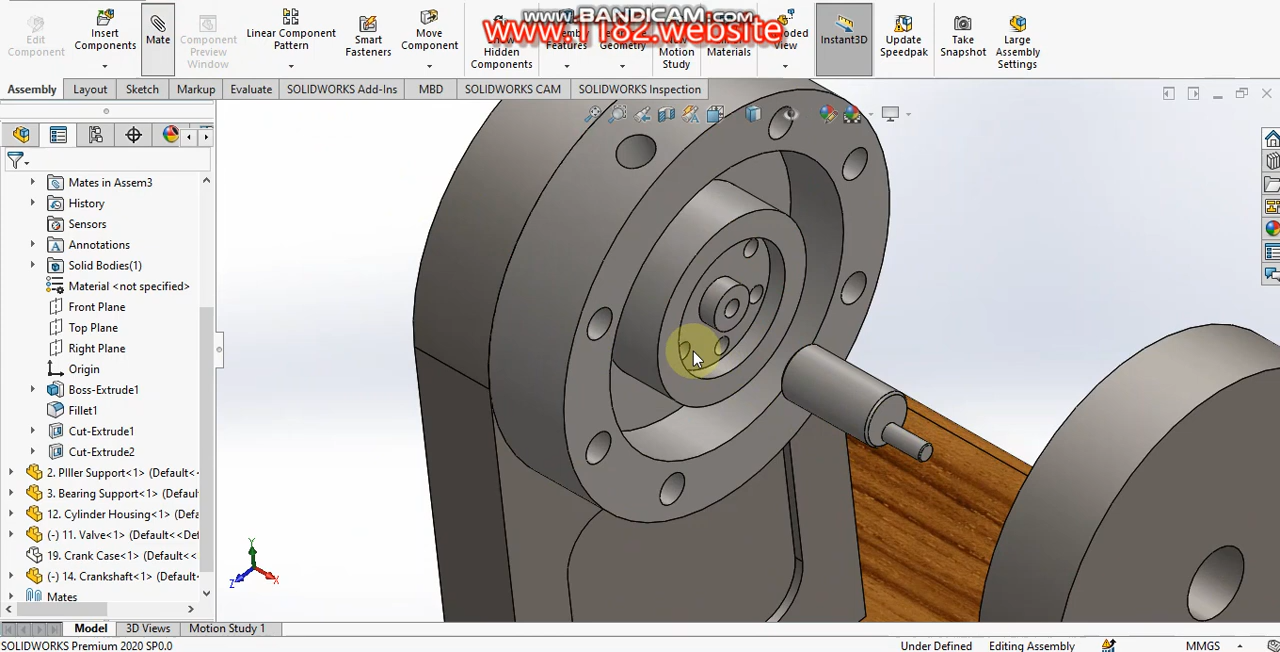 www.BANDICAM.com
www.1182.website
Edit Component
Insert Components
Mate
Component Preview Window
Linear Component Pattern
Smart Fasteners
Move Component
Hidden Components
Features
Geometry
New Motion Study
Materials
View
Instant3D
Update Speedpak
Take Snapshot
Large Assembly Settings
Assembly
Layout
Sketch
Markup
Evaluate
SOLIDWORKS Add-Ins
MBD
SOLIDWORKS CAM
SOLIDWORKS Inspection
Mates in Assem3
History
Sensors
Annotations
Solid Bodies(1)
Material <not specified>
Front Plane
Top Plane
Right Plane
Origin
Boss-Extrude1
Fillet1
Cut-Extrude1
Cut-Extrude2
2. PIller Support<1> (Default<
3. Bearing Support<1> (Defaul
12. Cylinder Housing<1> (Defa
(-) 11. Valve<1> (Default<<De
19. Crank Case<1> (Default<<
(-) 14. Crankshaft<1> (Default
Mates
Y
Z
X
Model
3D Views
Motion Study 1
SOLIDWORKS Premium 2020 SP0.0
Under Defined
Editing Assembly
MMGS